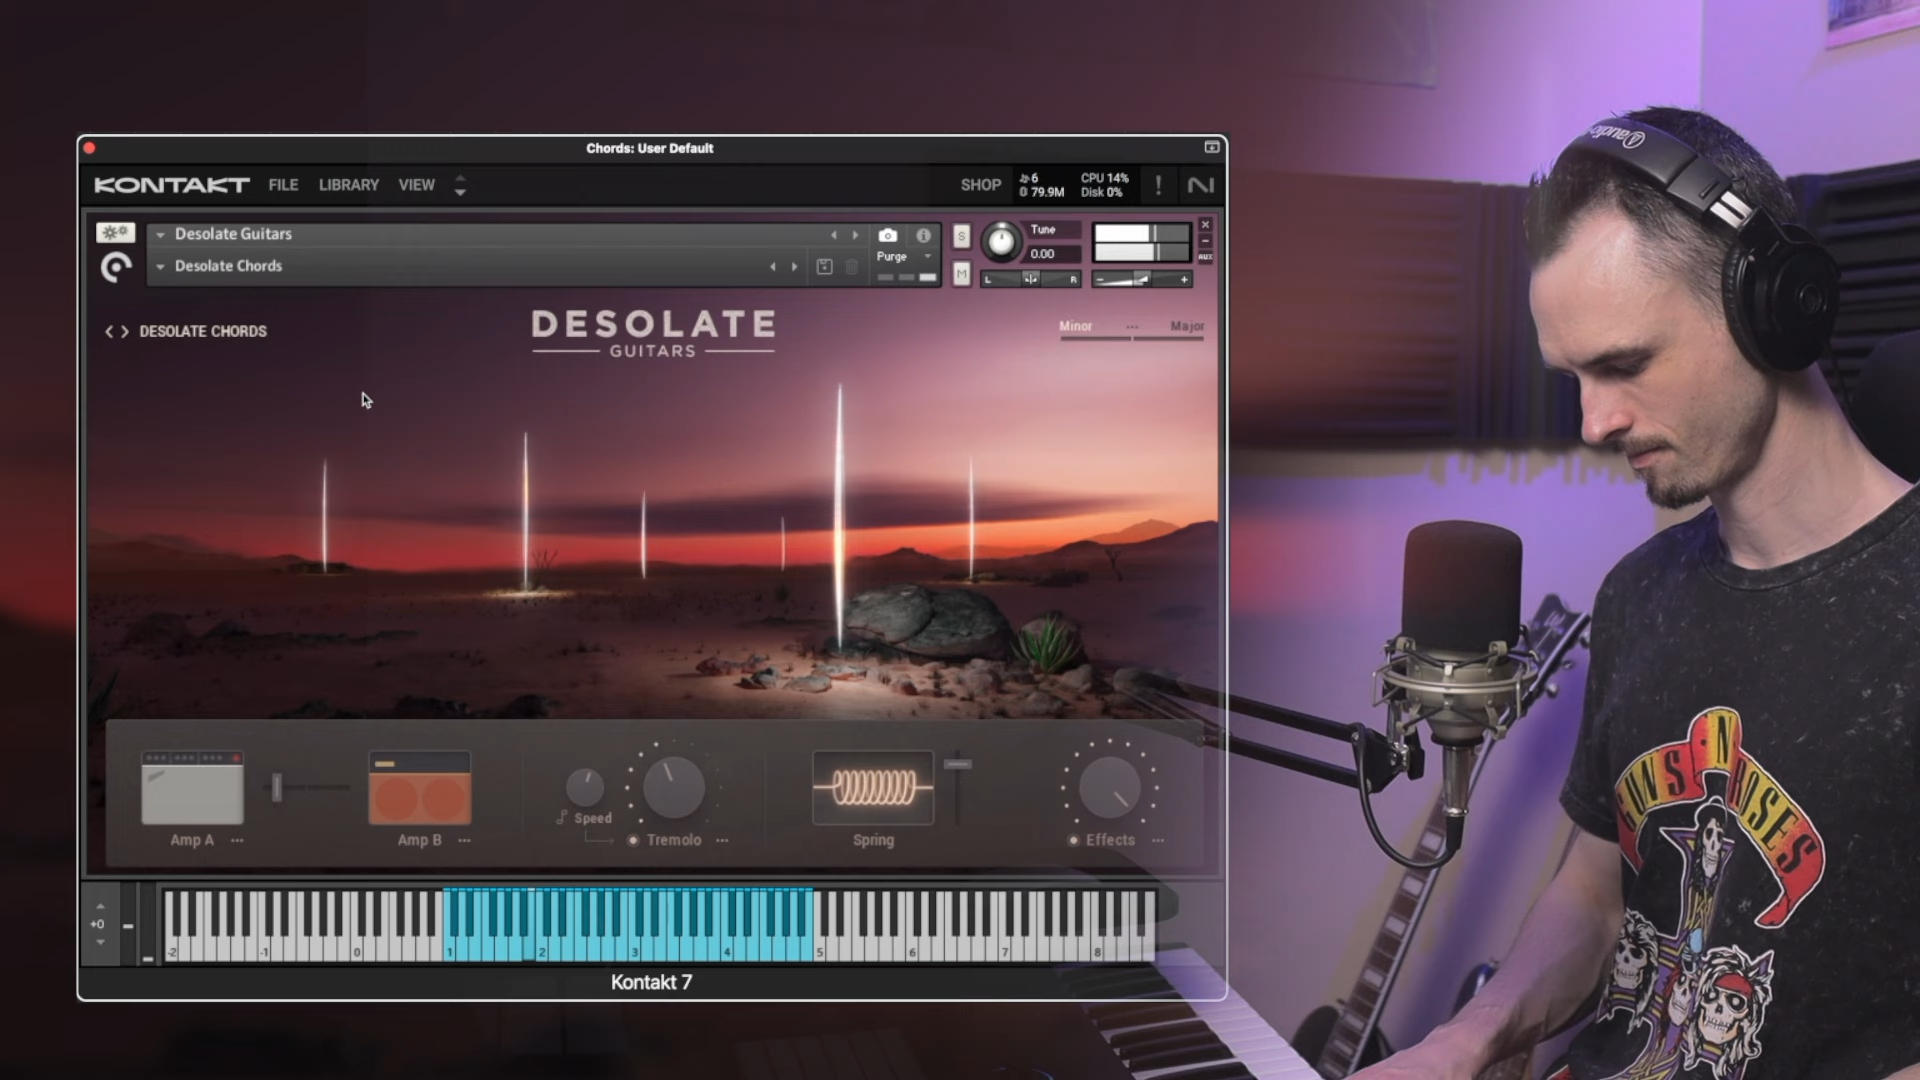 Chords: User Default
KONTAKT FILE LIBRARY VIEW
SHOP
6
79.9M
CPU 14%
Disk 0%
Desolate Guitars
Desolate Chords
Purge
S
M
Tune
0.00
L R
- +
AUX
DESOLATE CHORDS
DESOLATE
GUITARS
Minor ... Major
Amp A ...
Amp B ...
Speed
Tremolo ...
Spring
Effects ...
+0
-2 -1 0 1 2 3 4 5 6 7 8
Kontakt 7
audio
GUNS N ROSES